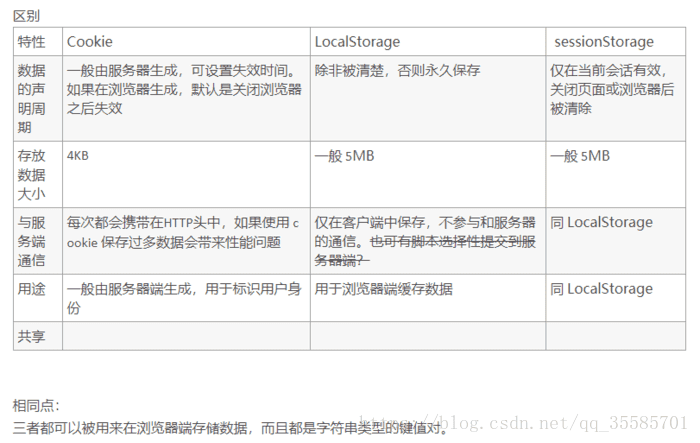 区别
特性 Cookie LocalStorage sessionStorage
数据的声明周期
一般由服务器生成，可设置失效时间。
如果在浏览器生成，默认是关闭浏览器
之后失效
除非被清楚，否则永久保存
仅在当前会话有效，
关闭页面或浏览器后
被清除
存放数据大小
4KB
一般 5MB
一般 5MB
与服务端通信
每次都会携带在HTTP头中，如果使用 c
ookie 保存过多数据会带来性能问题
仅在客户端中保存，不参与和服务器
的通信。也可有脚本选择性提交到服
务器端？
同 LocalStorage
用途
一般由服务器端生成，用于标识用户身
份
用于浏览器端缓存数据
同 LocalStorage
共享
相同点：
三者都可以被用来在浏览器端存储数据，而且都是字符串类型的键值对。
https://blog.csdn.net/qq_35585701